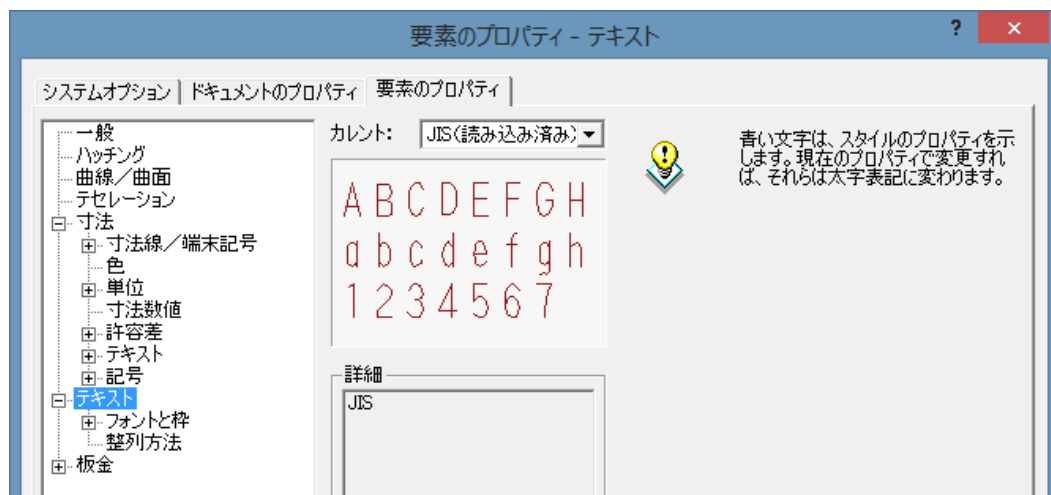 要素のプロパティ - テキスト
?
×
システムオプション
ドキュメントのプロパティ
要素のプロパティ
一般
ハッチング
曲線／曲面
テセレーション
寸法
寸法線／端末記号
色
単位
寸法数値
許容差
テキスト
記号
テキスト
フォントと枠
整列方法
板金
カレント:
JIS(読み込み済み)
A B C D E F G H
a b c d e f g h
1 2 3 4 5 6 7
詳細
JIS
青い文字は、スタイルのプロパティを示
します。現在のプロパティで変更すれ
ば、それらは太字表記に変わります。